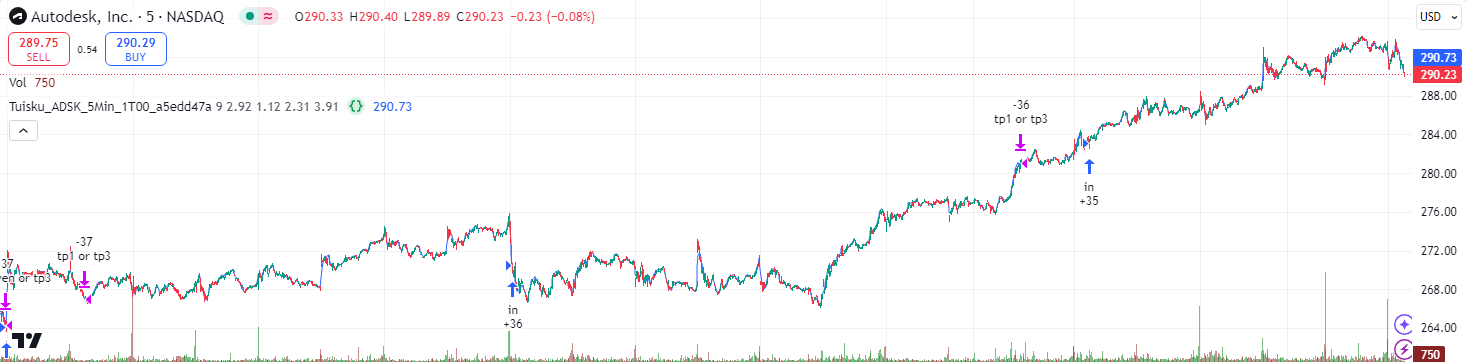 Autodesk, Inc. · 5 · NASDAQ O290.33 H290.40 L289.89 C290.23 −0.23 (−0.08%)
USD
289.75
SELL
0.54
290.29
BUY
290.73
290.23
Vol 750
288.00
Tuisku_ADSK_5Min_1T00_a5edd47a 9 2.92 1.12 2.31 3.91 {} 290.73
-36
tp1 or tp3
284.00
280.00
in
+35
276.00
-37
tp1 or tp3
272.00
37
ven or tp3
268.00
in
+36
264.00
750